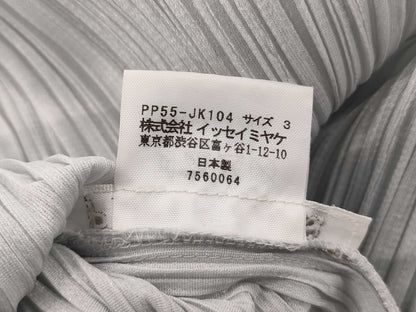 PP55-JK104 サイズ 3
株式会社イッセイミヤケ
東京都渋谷区富ヶ谷1-12-10
日本製
7560064